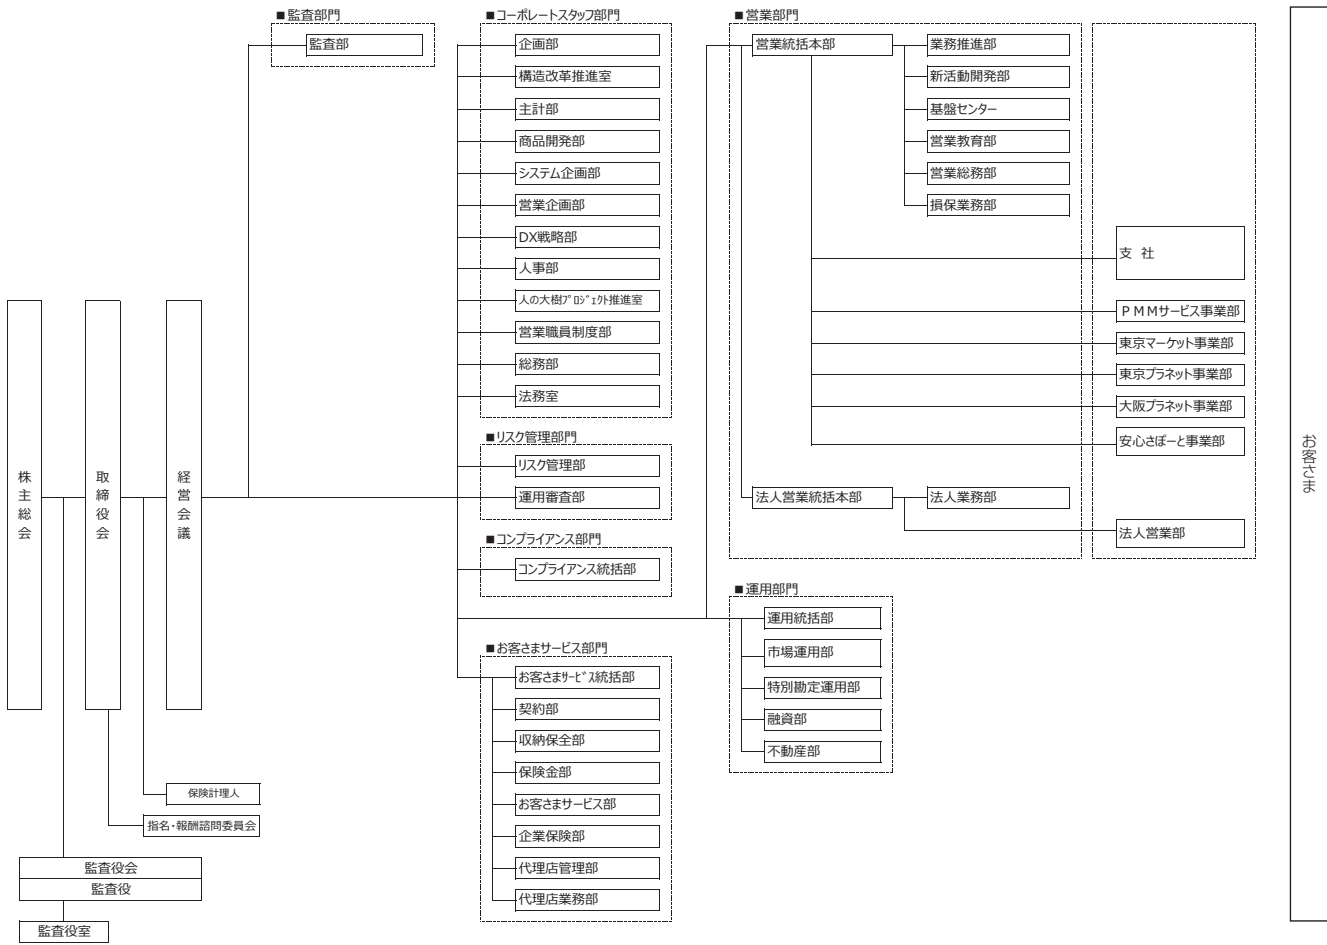 ■監査部門
監査部
■コーポレートスタッフ部門
企画部
構造改革推進室
主計部
商品開発部
システム企画部
営業企画部
DX戦略部
人事部
人の大樹ﾌﾟﾛｼﾞｪｸﾄ推進室
営業職員制度部
総務部
法務室
■リスク管理部門
リスク管理部
運用審査部
■コンプライアンス部門
コンプライアンス統括部
■お客さまサービス部門
お客さまｻｰﾋﾞｽ統括部
契約部
収納保全部
保険金部
お客さまサービス部
企業保険部
代理店管理部
代理店業務部
■営業部門
営業統括本部
業務推進部
新活動開発部
基盤センター
営業教育部
営業総務部
損保業務部
支 社
ＰＭＭサービス事業部
東京マーケット事業部
東京プラネット事業部
大阪プラネット事業部
安心さぽーと事業部
法人営業統括本部
法人業務部
法人営業部
■運用部門
運用統括部
市場運用部
特別勘定運用部
融資部
不動産部
株主総会
取締役会
経営会議
保険計理人
指名・報酬諮問委員会
監査役会
監査役
監査役室
お客さま